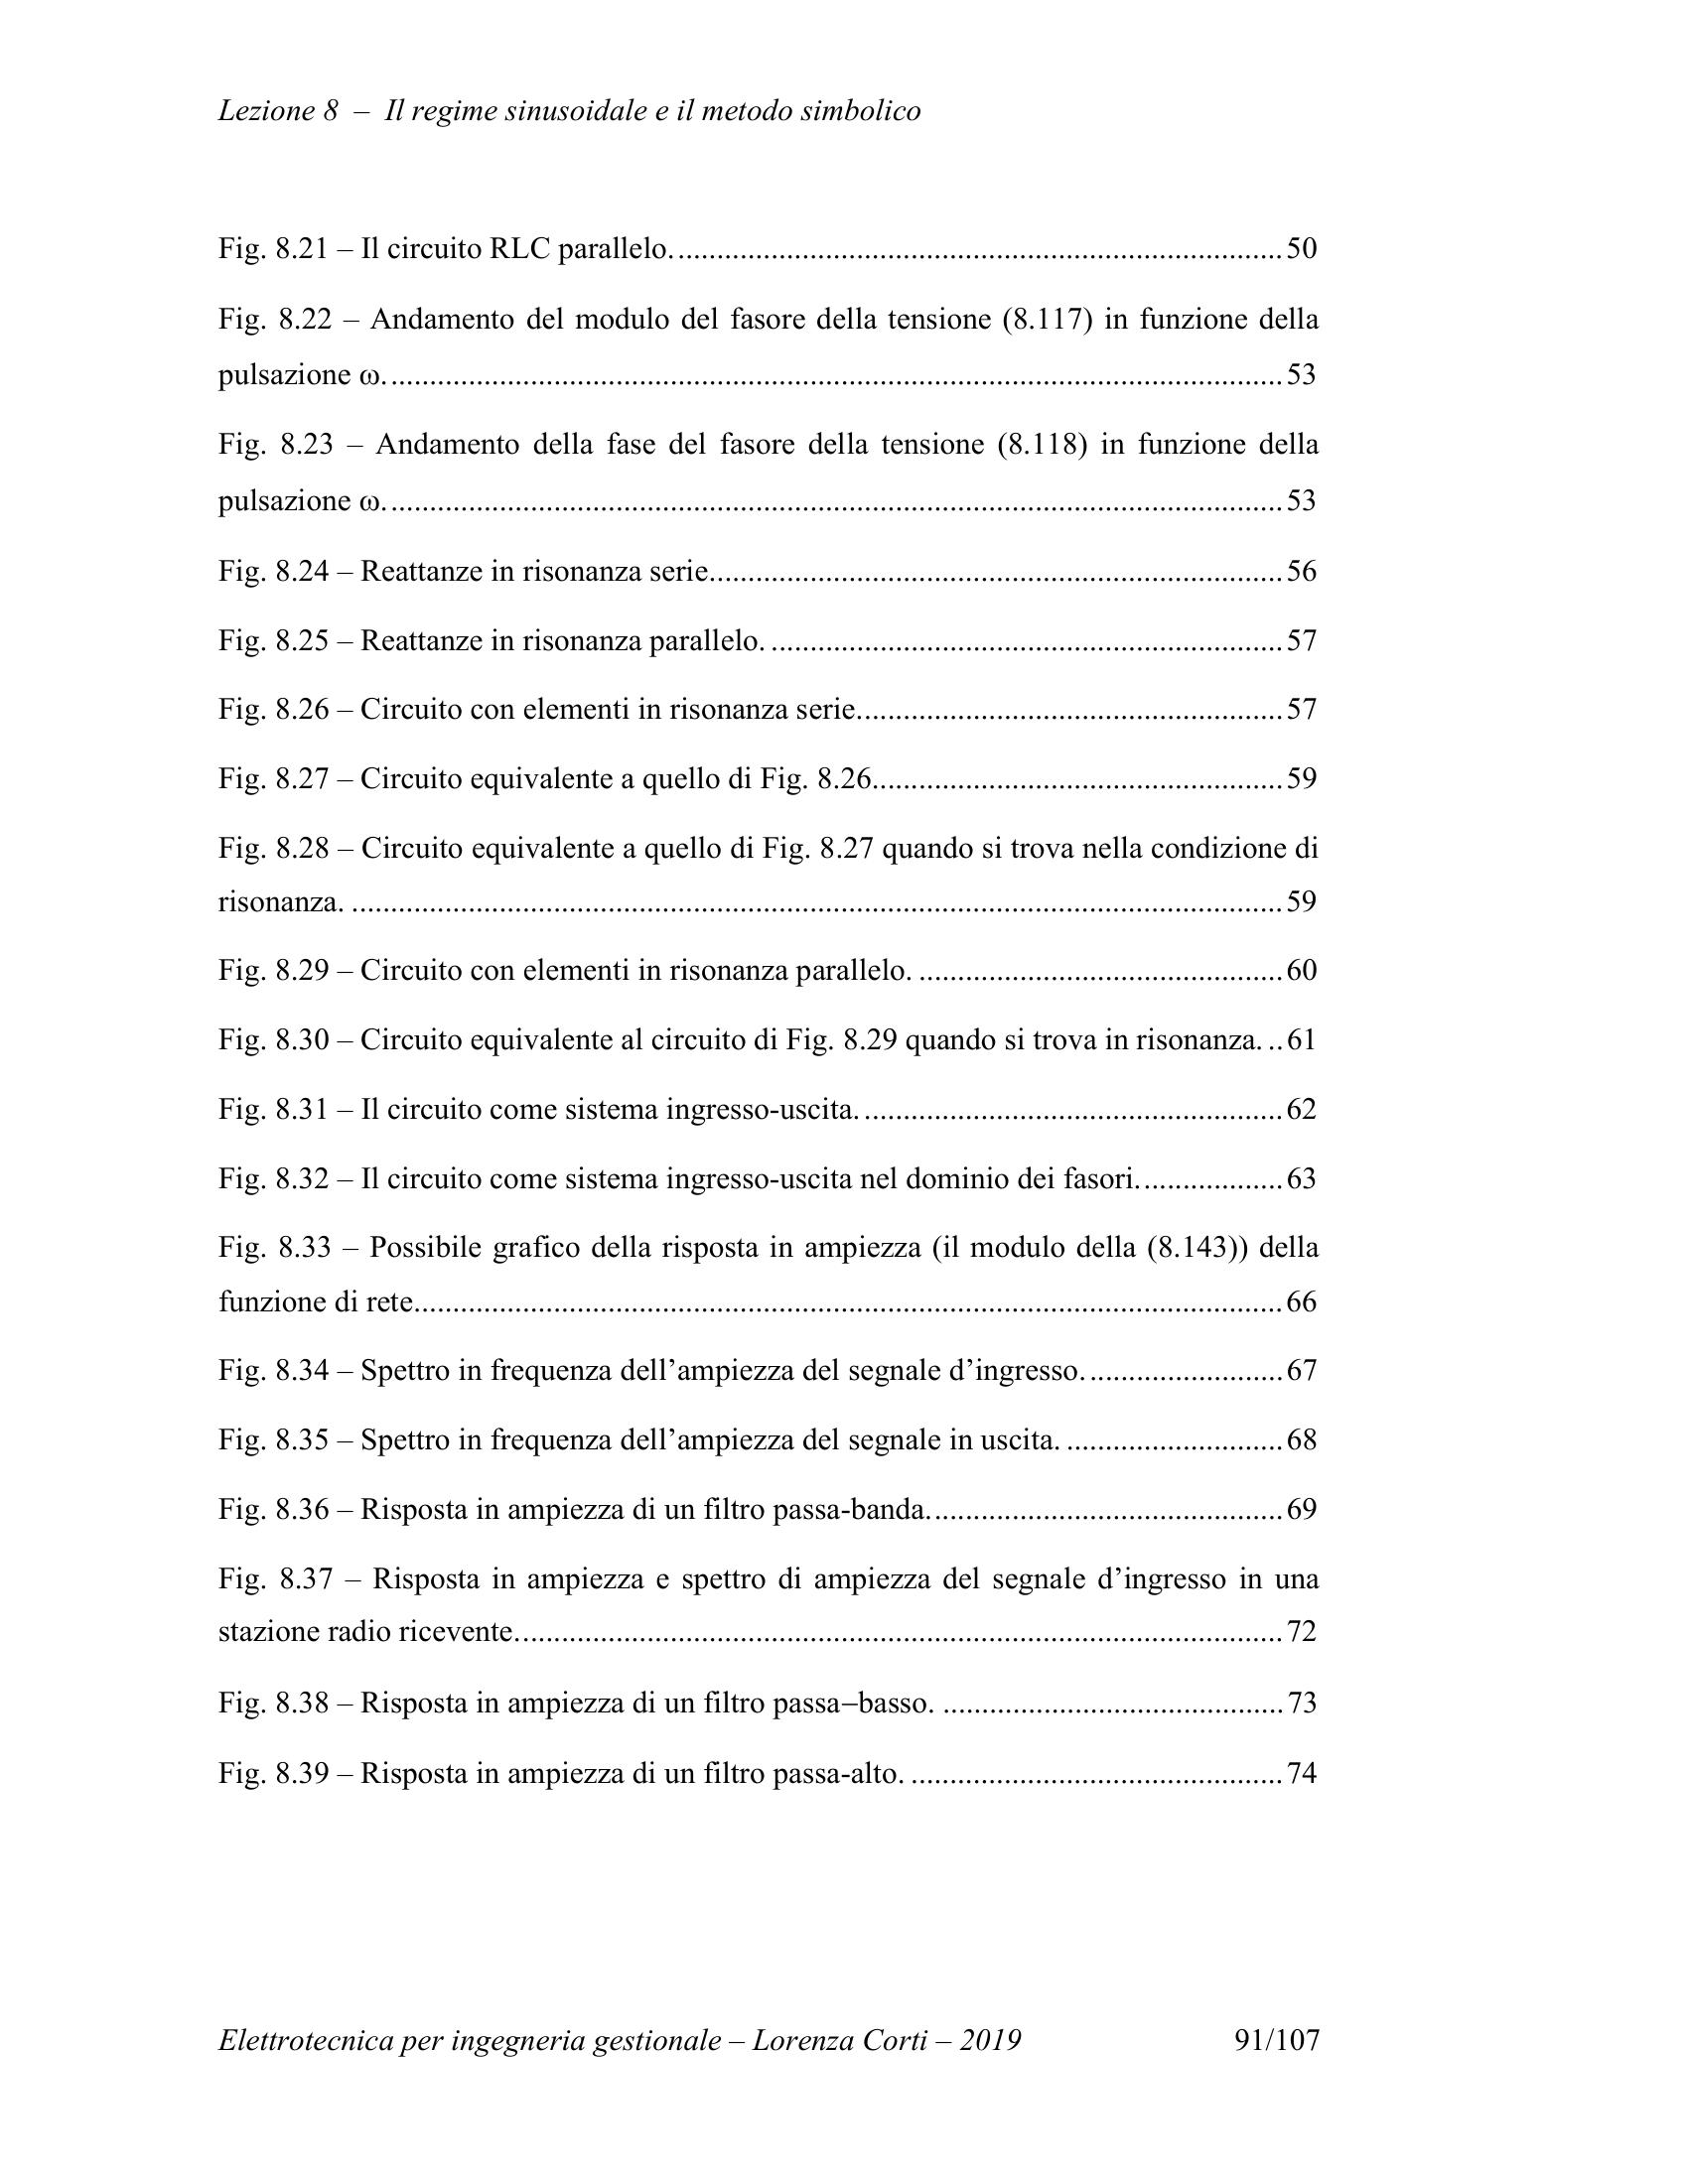 Lezione 8 – Il regime sinusoidale e il metodo simbolico
Fig. 8.21 – Il circuito RLC parallelo. .......... 50
Fig. 8.22 – Andamento del modulo del fasore della tensione (8.117) in funzione della
pulsazione ω. .......... 53
Fig. 8.23 – Andamento della fase del fasore della tensione (8.118) in funzione della
pulsazione ω. .......... 53
Fig. 8.24 – Reattanze in risonanza serie. .......... 56
Fig. 8.25 – Reattanze in risonanza parallelo. .......... 57
Fig. 8.26 – Circuito con elementi in risonanza serie. .......... 57
Fig. 8.27 – Circuito equivalente a quello di Fig. 8.26. .......... 59
Fig. 8.28 – Circuito equivalente a quello di Fig. 8.27 quando si trova nella condizione di
risonanza. .......... 59
Fig. 8.29 – Circuito con elementi in risonanza parallelo. .......... 60
Fig. 8.30 – Circuito equivalente al circuito di Fig. 8.29 quando si trova in risonanza. .. 61
Fig. 8.31 – Il circuito come sistema ingresso-uscita. .......... 62
Fig. 8.32 – Il circuito come sistema ingresso-uscita nel dominio dei fasori. .......... 63
Fig. 8.33 – Possibile grafico della risposta in ampiezza (il modulo della (8.143)) della
funzione di rete. .......... 66
Fig. 8.34 – Spettro in frequenza dell’ampiezza del segnale d’ingresso. .......... 67
Fig. 8.35 – Spettro in frequenza dell’ampiezza del segnale in uscita. .......... 68
Fig. 8.36 – Risposta in ampiezza di un filtro passa-banda. .......... 69
Fig. 8.37 – Risposta in ampiezza e spettro di ampiezza del segnale d’ingresso in una
stazione radio ricevente. .......... 72
Fig. 8.38 – Risposta in ampiezza di un filtro passa–basso. .......... 73
Fig. 8.39 – Risposta in ampiezza di un filtro passa-alto. .......... 74
Elettrotecnica per ingegneria gestionale – Lorenza Corti – 2019 91/107